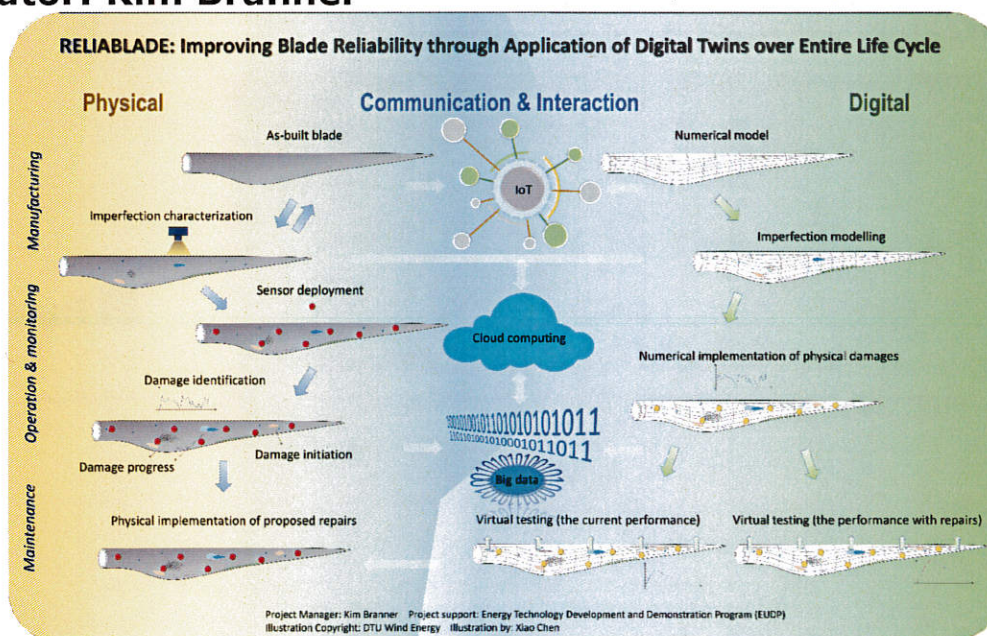 Kim Branner
RELIABLADE: Improving Blade Reliability through Application of Digital Twins over Entire Life Cycle
Physical
Communication & Interaction
Digital
Manufacturing
Operation & monitoring
Maintenance
As-built blade
Numerical model
IoT
Imperfection characterization
Imperfection modelling
Sensor deployment
Cloud computing
Numerical implementation of physical damages
Damage identification
Damage progress
Damage initiation
Big data
Physical implementation of proposed repairs
Virtual testing (the current performance)
Virtual testing (the performance with repairs)
Project Manager: Kim Branner Project support: Energy Technology Development and Demonstration Program (EUDP)
Illustration Copyright: DTU Wind Energy Illustration by: Xiao Chen